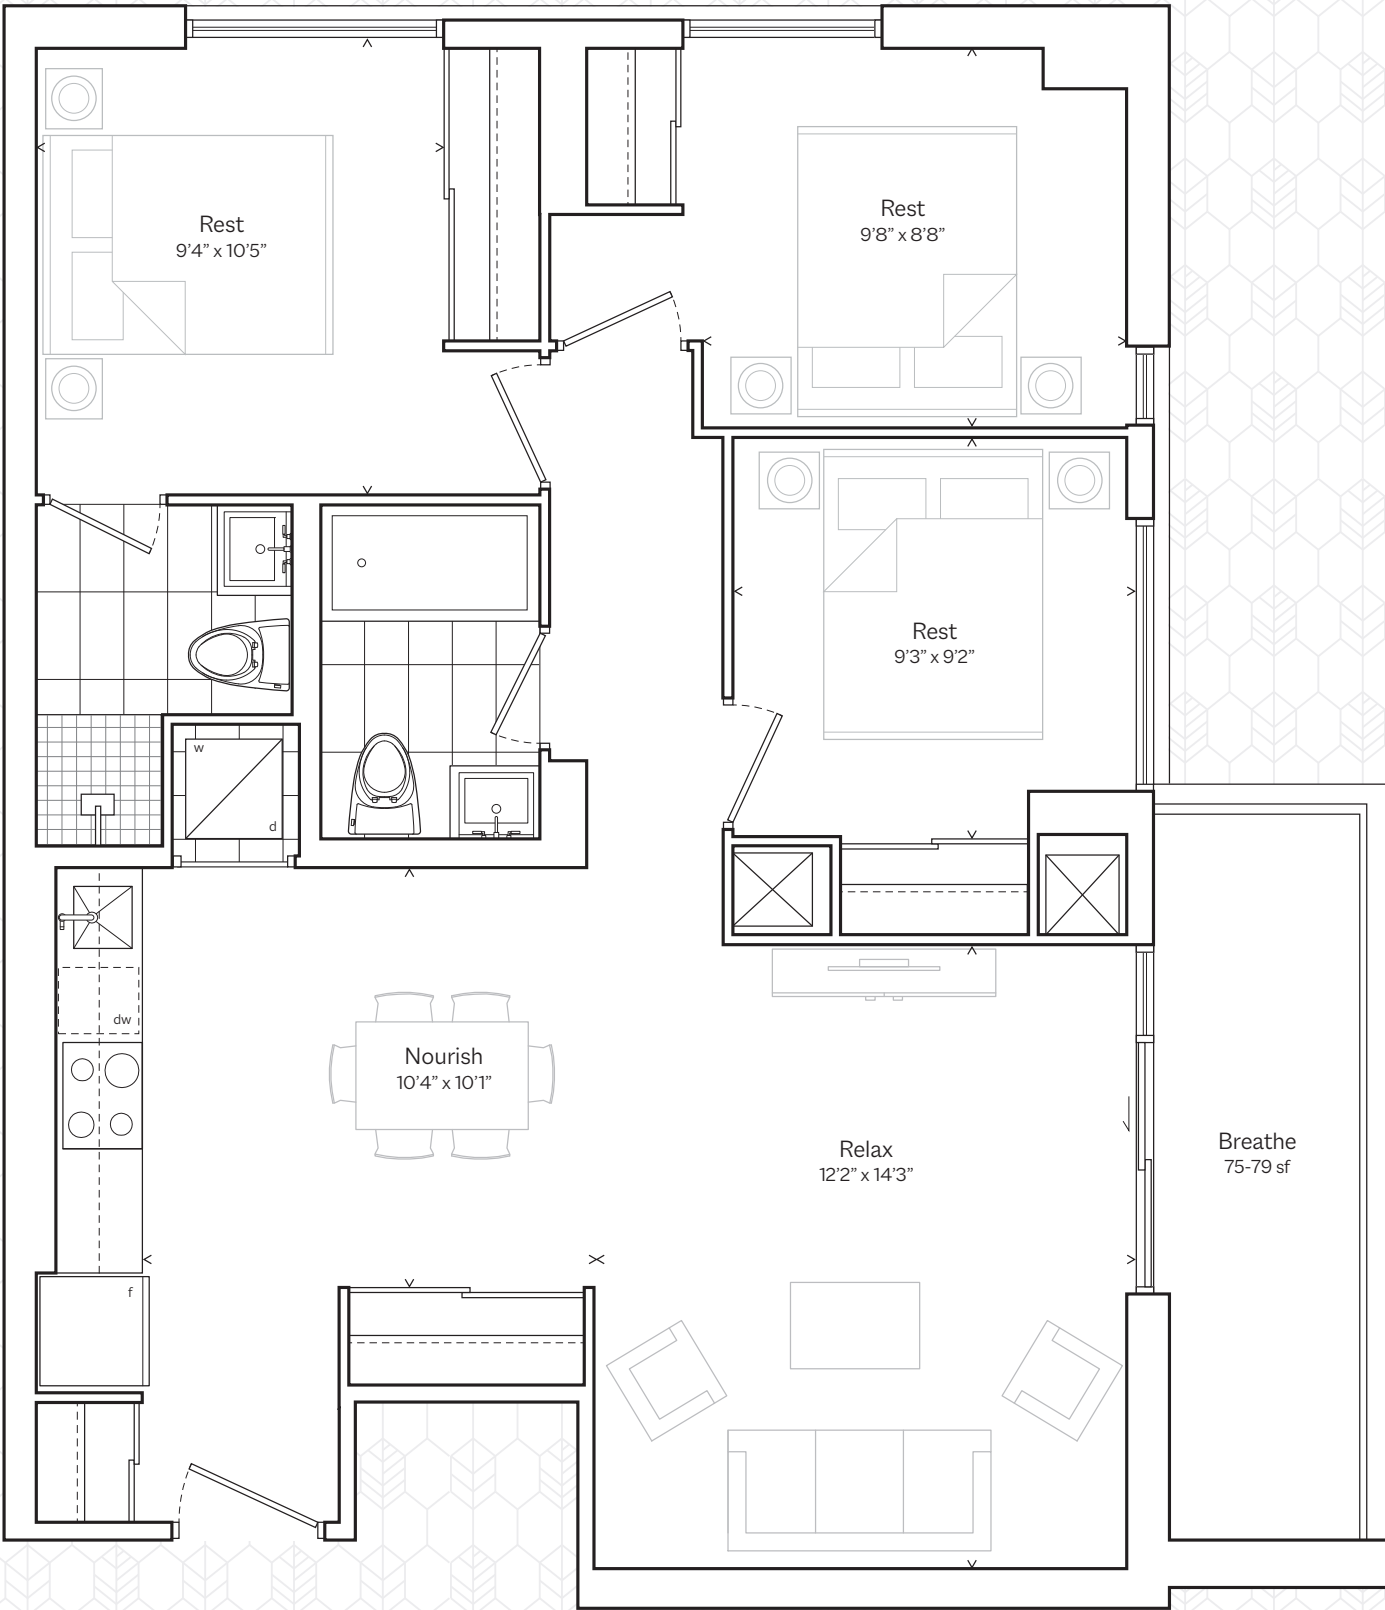 Rest
9’4” x 10’5”
Rest
9’8” x 8’8”
Rest
9’3” x 9’2”
w
d
dw
Nourish
10’4” x 10’1”
Relax
12’2” x 14’3”
Breathe
75-79 sf
f